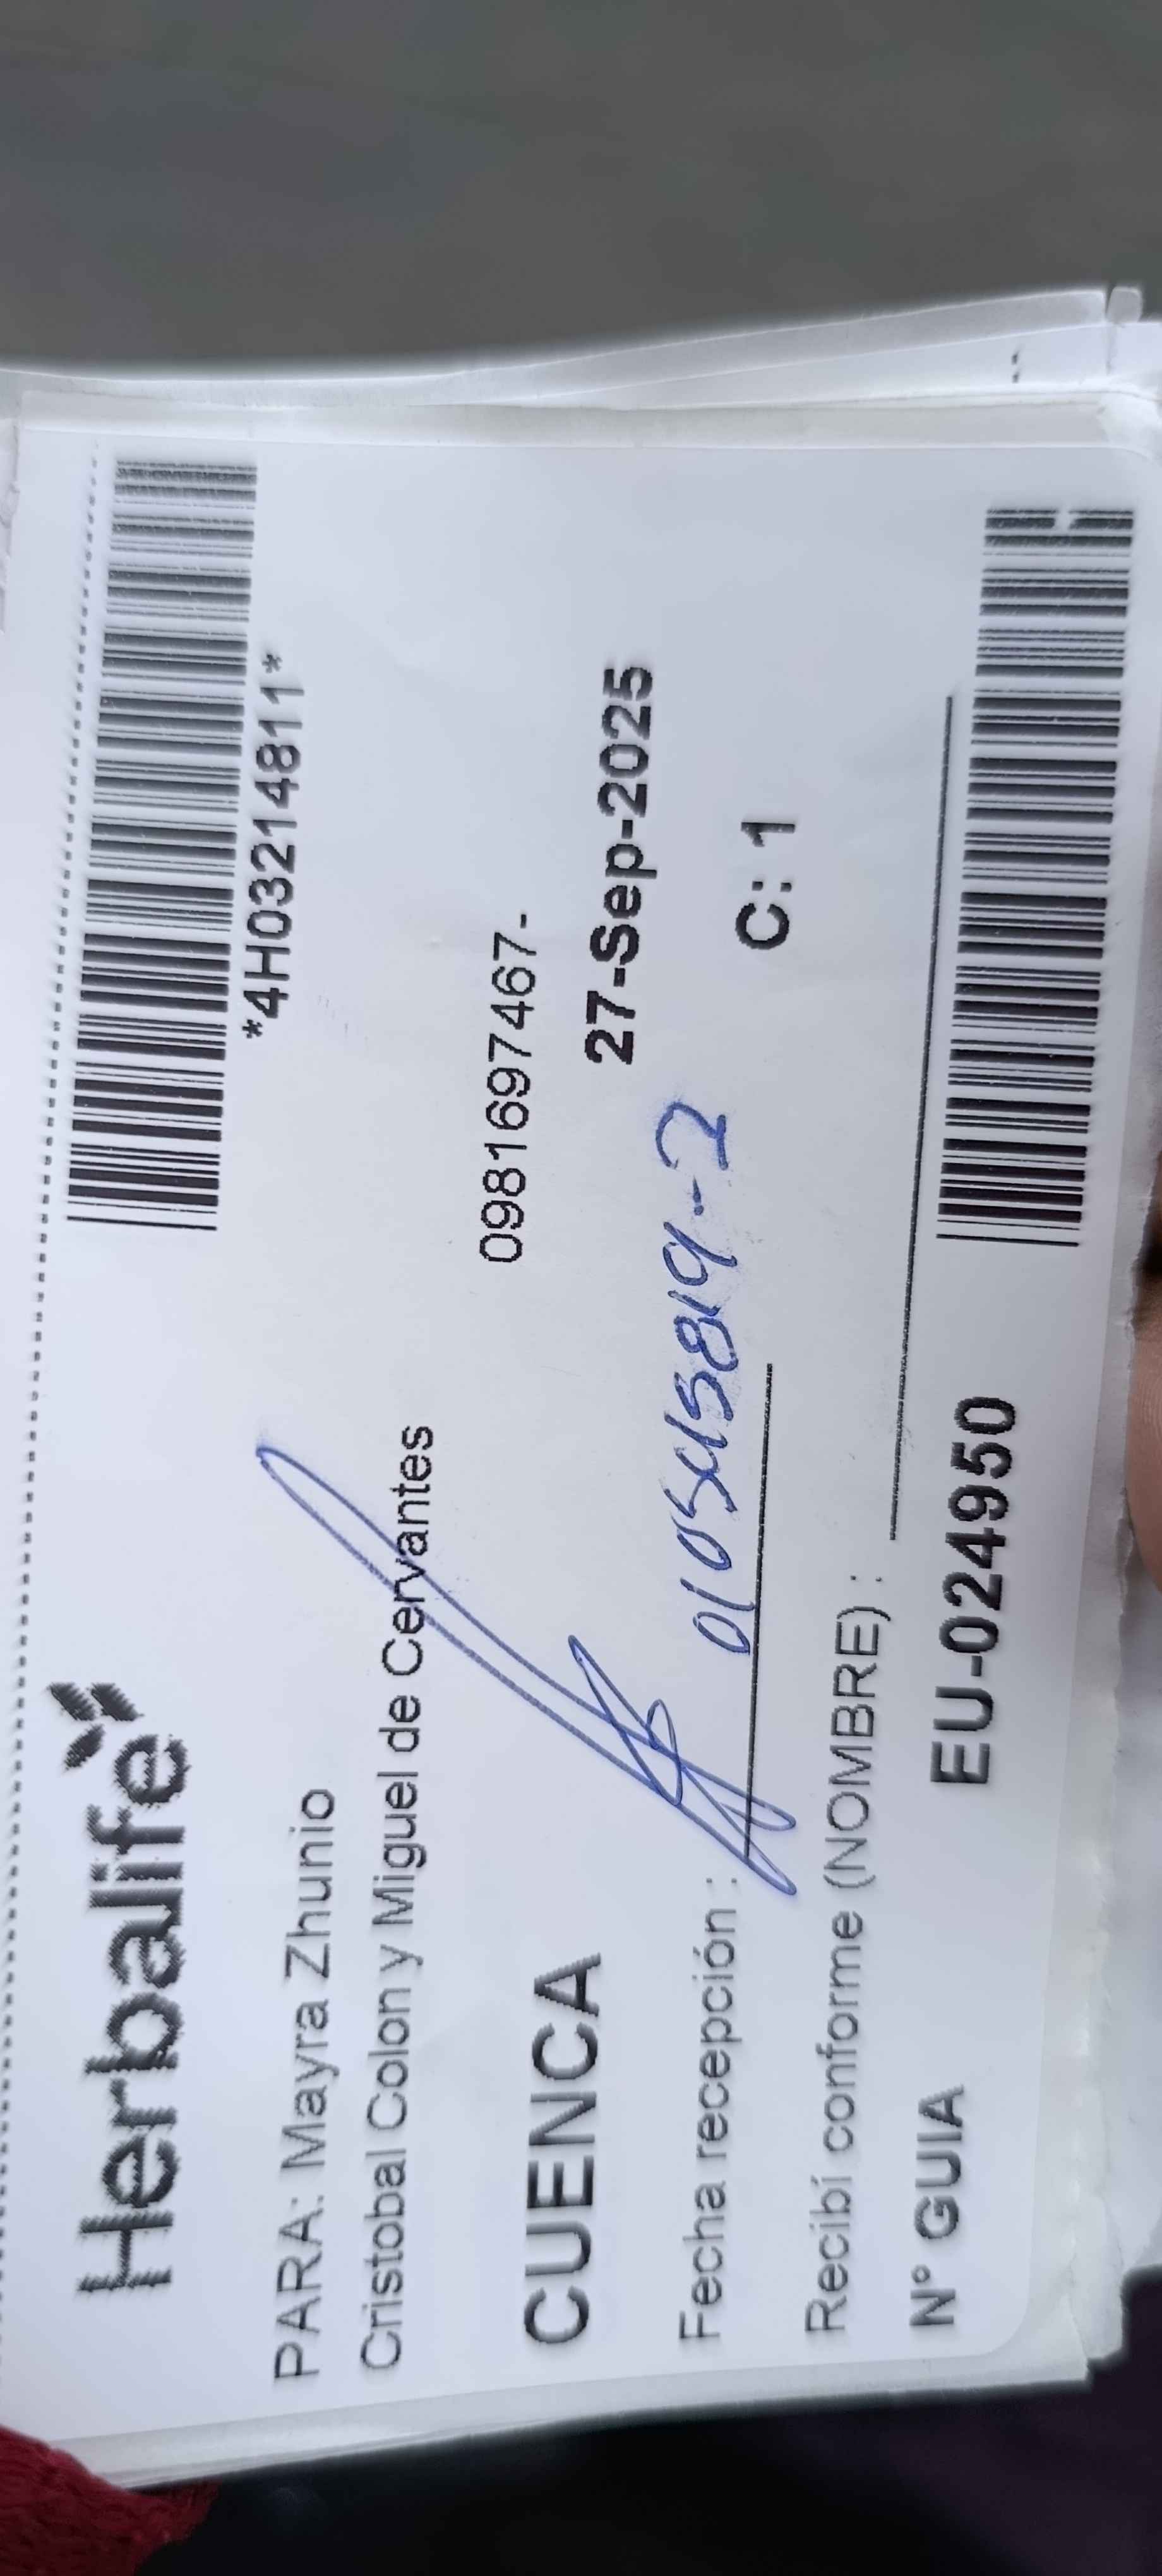 Herbalife
*4H03214811*
PARA: Mayra Zhunio
Cristobal Colon y Miguel de Cervantes
0981697467-
CUENCA
27-Sep-2025
Fecha recepción :
010545819-2
C: 1
Recibí conforme (NOMBRE) :
N° GUIA EU-024950